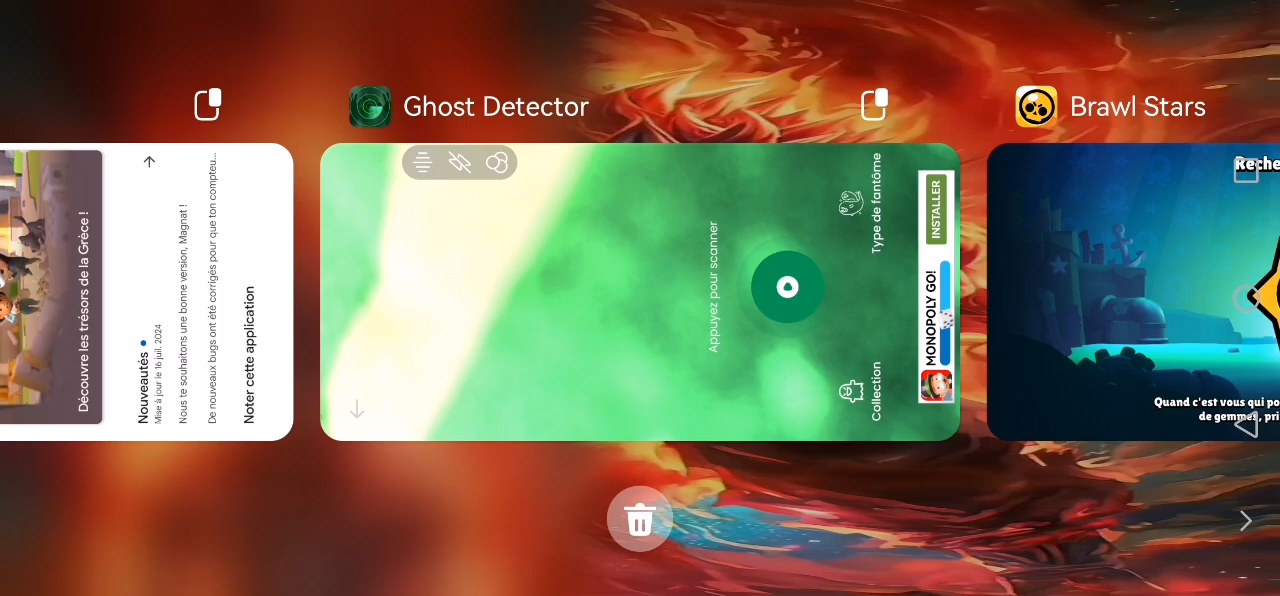 Ghost Detector
Brawl Stars
Découvre les trésors de la Grèce !
Nouveautés
Mise à jour le 16 juil. 2024
Nous te souhaitons une bonne version, Magnat !
De nouveaux bugs ont été corrigés pour que ton compteu...
Noter cette application
Appuyez pour scanner
Type de fantôme
Collection
INSTALLER
MONOPOLY GO!
Reche
Quand c'est vous qui po
de gemmes, pri